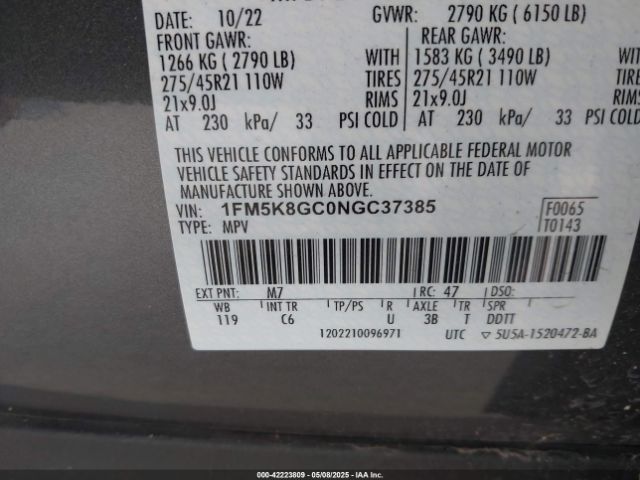 DATE: 10/22 GVWR: 2790 KG ( 6150 LB)
FRONT GAWR: REAR GAWR:
1266 KG ( 2790 LB) WITH 1583 KG ( 3490 LB) WITH
275/45R21 110W TIRES 275/45R21 110W
21x9.0J RIMS 21x9.0J
AT 230 kPa/ 33 PSI COLD AT 230 kPa/ 33 PSI COLD
THIS VEHICLE CONFORMS TO ALL APPLICABLE FEDERAL MOTOR
VEHICLE SAFETY STANDARDS IN EFFECT ON THE DATE OF
MANUFACTURE SHOWN ABOVE.
VIN: 1FM5K8GC0NGC37385 F0065
TYPE: MPV T0143
EXT PNT: M7 RC: 47 DSO:
WB INT TR TP/PS R AXLE TR SPR
119 C6 U 3B T DDTT
1202210096971 UTC ▽ 5U5A-1520472-BA
000-42223809 - 05/08/2025 - IAA Inc.